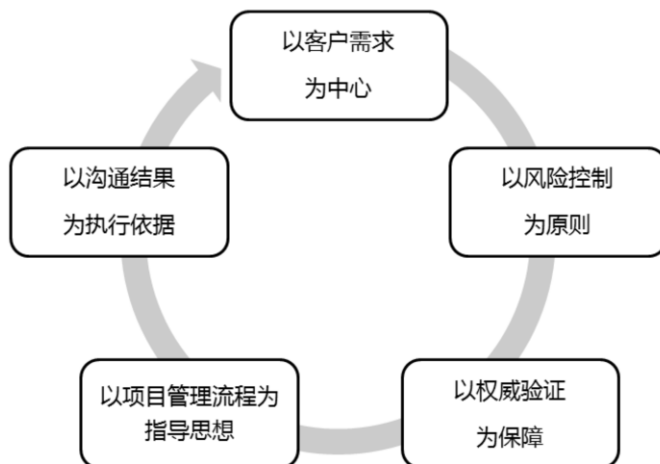 以客户需求
为中心
以风险控制
为原则
以权威验证
为保障
以项目管理流程为
指导思想
以沟通结果
为执行依据